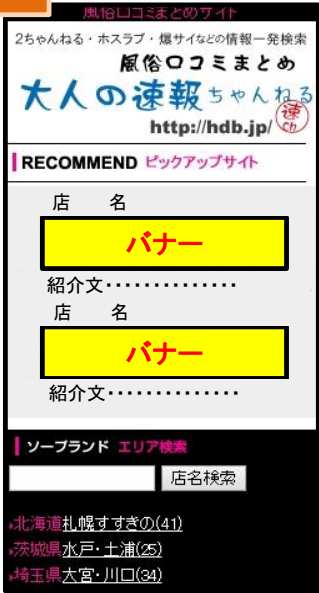 風俗口コミまとめサイト
2ちゃんねる・ホスラブ・爆サイなどの情報一発検索
風俗口コミまとめ
大人の速報ちゃんねる
速ch
http://hdb.jp/
RECOMMEND ピックアップサイト
店　名
バナー
紹介文・・・・・・・・・・・・・・
店　名
バナー
紹介文・・・・・・・・・・・・・・
ソープランド エリア検索
店名検索
北海道札幌すすきの(41)
茨城県水戸・土浦(25)
埼玉県大宮・川口(34)